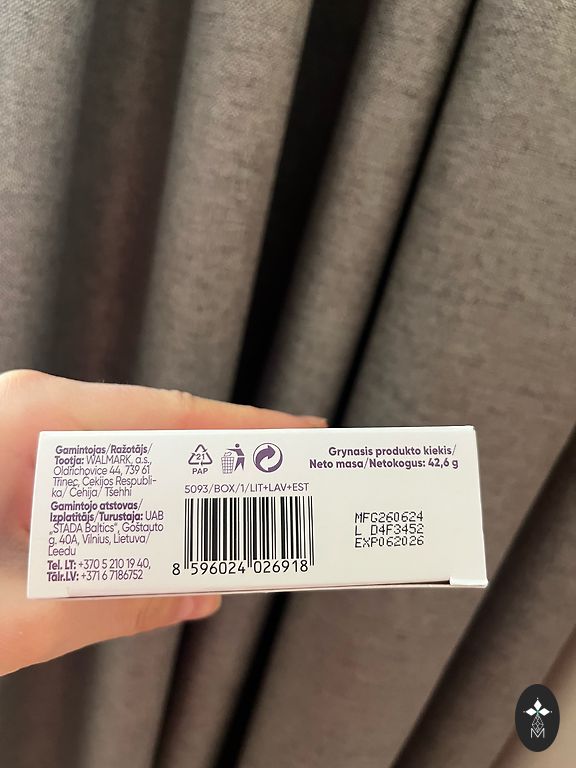 Gamintojas/Ražotājs/
Tootja: WALMARK, a.s.,
Oldřichovice 44, 739 61
Třinec, Čekijos Respubli-
ka/ Čehija/ Tšehhi
Gamintojo atstovas/
Izplatītājs/Turustaja: UAB
„STADA Baltics", Goštauto
g. 40A, Vilnius, Lietuva/
Leedu
Tel. LT: +370 5 210 19 40,
Tālr.LV: +371 6 7186752
21
PAP
5093/BOX/1/LIT+LAV+EST
8 596024 026918
Grynasis produkto kiekis/
Neto masa/Netokogus: 42,6 g
MFG260624
L D4F3452
EXP062026
M